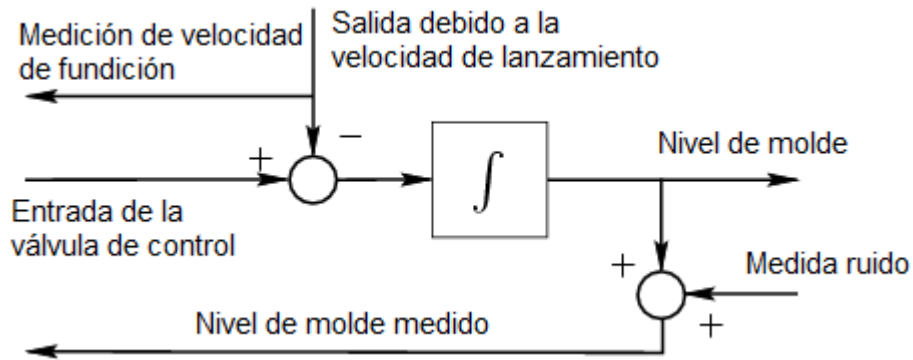 Medición de velocidad
de fundición
Salida debido a la
velocidad de lanzamiento
+
−
∫
Nivel de molde
Entrada de la
válvula de control
+
Medida ruido
+
Nivel de molde medido